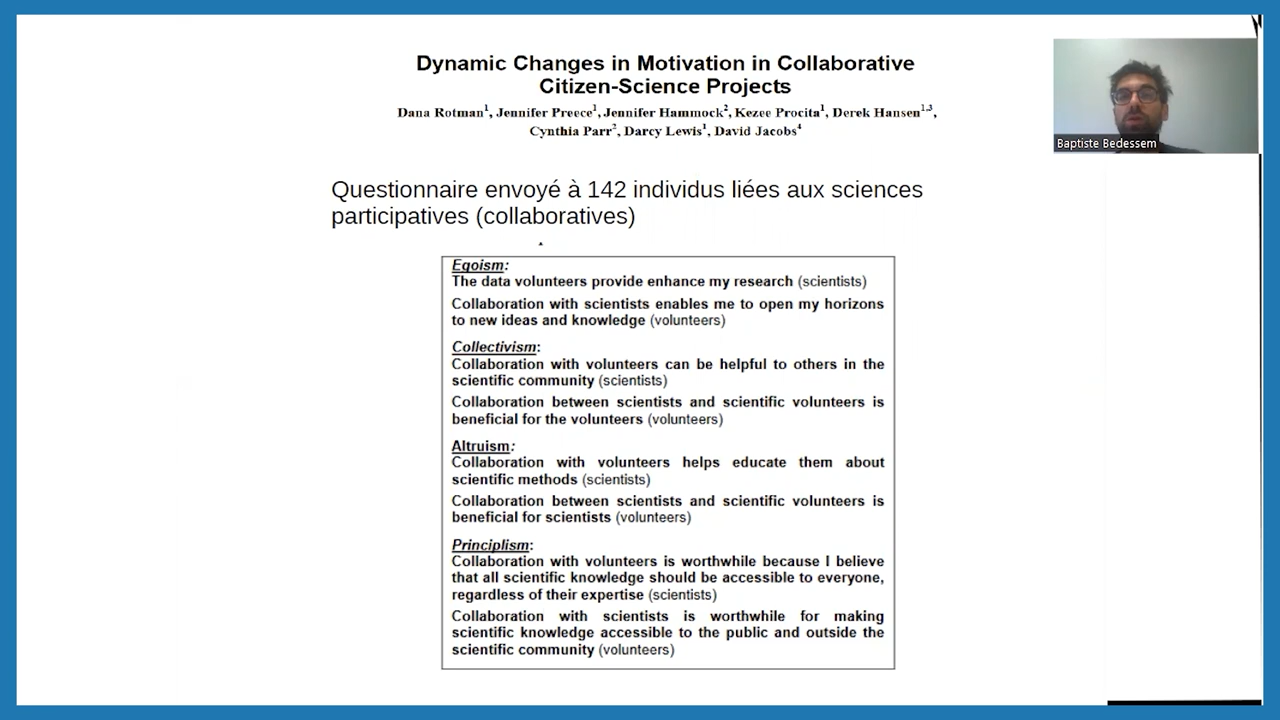 Dynamic Changes in Motivation in Collaborative
Citizen-Science Projects
Dana Rotman1, Jennifer Preece1, Jennifer Hammock2, Kezee Procita1, Derek Hansen1,3,
Cynthia Parr2, Darcy Lewis1, David Jacobs4
Baptiste Bedessem
Questionnaire envoyé à 142 individus liées aux sciences
participatives (collaboratives)
Egoism:
The data volunteers provide enhance my research (scientists)
Collaboration with scientists enables me to open my horizons
to new ideas and knowledge (volunteers)
Collectivism:
Collaboration with volunteers can be helpful to others in the
scientific community (scientists)
Collaboration between scientists and scientific volunteers is
beneficial for the volunteers (volunteers)
Altruism:
Collaboration with volunteers helps educate them about
scientific methods (scientists)
Collaboration between scientists and scientific volunteers is
beneficial for scientists (volunteers)
Principlism:
Collaboration with volunteers is worthwhile because I believe
that all scientific knowledge should be accessible to everyone,
regardless of their expertise (scientists)
Collaboration with scientists is worthwhile for making
scientific knowledge accessible to the public and outside the
scientific community (volunteers)